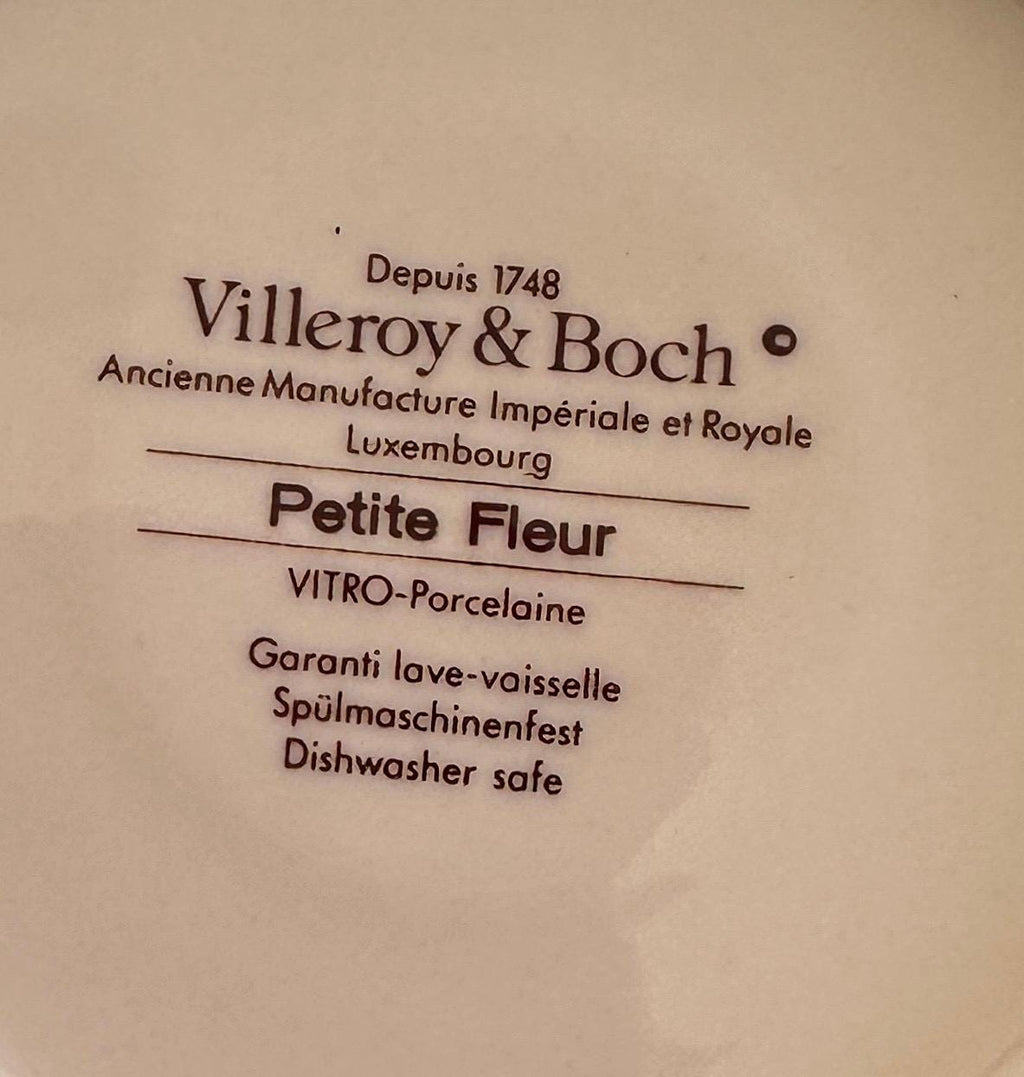 Depuis 1748
Villeroy & Boch ©
Ancienne Manufacture Impériale et Royale
Luxembourg
Petite Fleur
VITRO-Porcelaine
Garanti lave-vaisselle
Spülmaschinenfest
Dishwasher safe